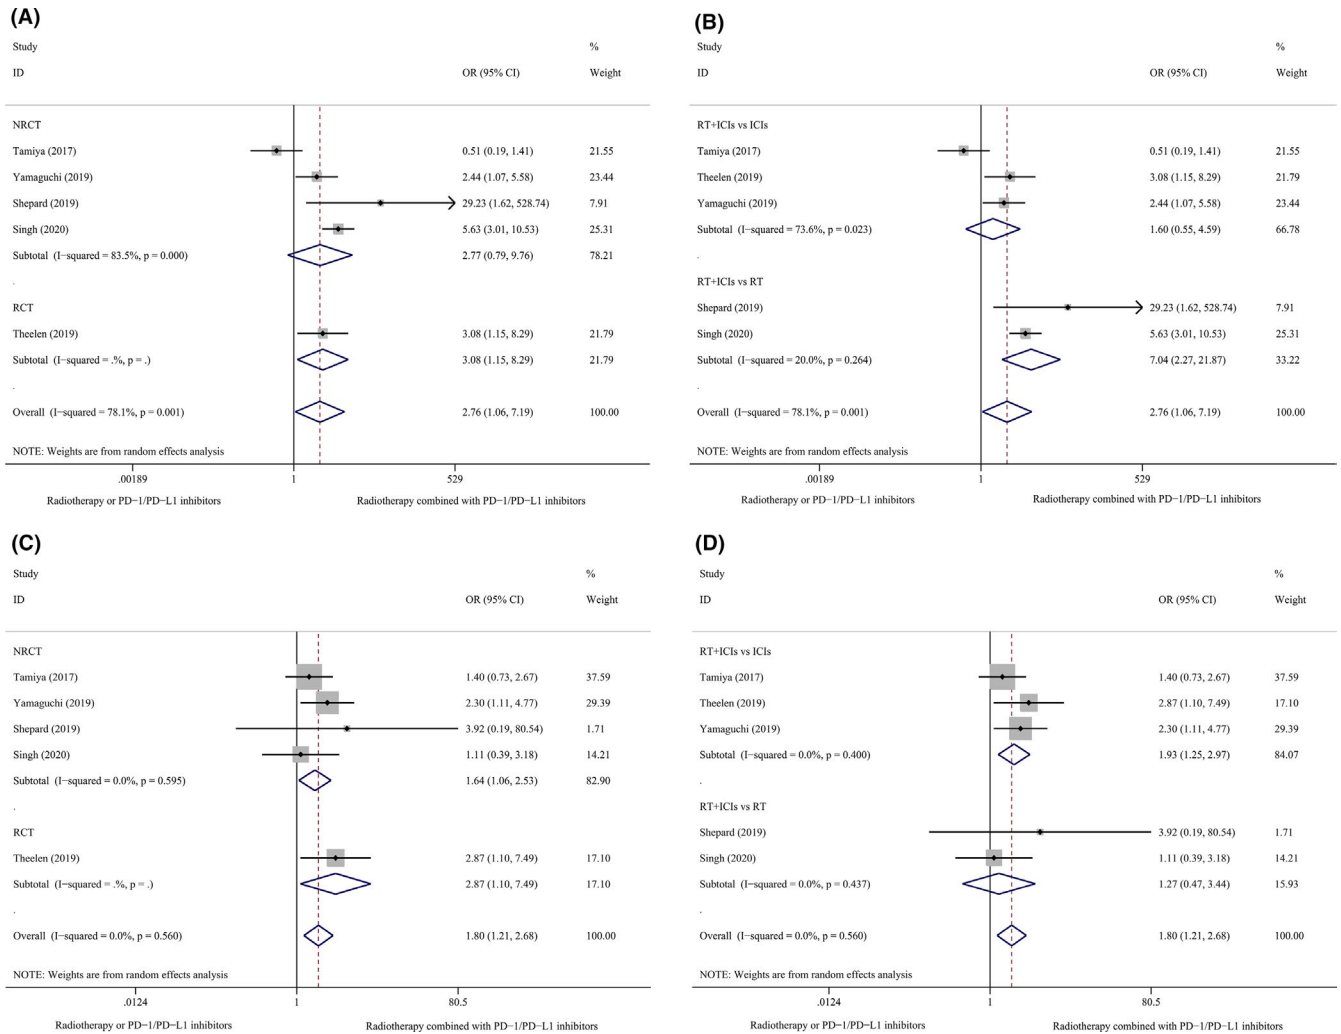 (A)
Study %
ID OR (95% CI) Weight
NRCT
Tamiya (2017) 0.51 (0.19, 1.41) 21.55
Yamaguchi (2019) 2.44 (1.07, 5.58) 23.44
Shepard (2019) 29.23 (1.62, 528.74) 7.91
Singh (2020) 5.63 (3.01, 10.53) 25.31
Subtotal (I−squared = 83.5%, p = 0.000) 2.77 (0.79, 9.76) 78.21
.
RCT
Theelen (2019) 3.08 (1.15, 8.29) 21.79
Subtotal (I−squared = .%, p = .) 3.08 (1.15, 8.29) 21.79
.
Overall (I−squared = 78.1%, p = 0.001) 2.76 (1.06, 7.19) 100.00
NOTE: Weights are from random effects analysis
.00189 1 529
Radiotherapy or PD−1/PD−L1 inhibitors Radiotherapy combined with PD−1/PD−L1 inhibitors
(B)
Study %
ID OR (95% CI) Weight
RT+ICIs vs ICIs
Tamiya (2017) 0.51 (0.19, 1.41) 21.55
Theelen (2019) 3.08 (1.15, 8.29) 21.79
Yamaguchi (2019) 2.44 (1.07, 5.58) 23.44
Subtotal (I−squared = 73.6%, p = 0.023) 1.60 (0.55, 4.59) 66.78
.
RT+ICIs vs RT
Shepard (2019) 29.23 (1.62, 528.74) 7.91
Singh (2020) 5.63 (3.01, 10.53) 25.31
Subtotal (I−squared = 20.0%, p = 0.264) 7.04 (2.27, 21.87) 33.22
.
Overall (I−squared = 78.1%, p = 0.001) 2.76 (1.06, 7.19) 100.00
NOTE: Weights are from random effects analysis
.00189 1 529
Radiotherapy or PD−1/PD−L1 inhibitors Radiotherapy combined with PD−1/PD−L1 inhibitors
(C)
Study %
ID OR (95% CI) Weight
NRCT
Tamiya (2017) 1.40 (0.73, 2.67) 37.59
Yamaguchi (2019) 2.30 (1.11, 4.77) 29.39
Shepard (2019) 3.92 (0.19, 80.54) 1.71
Singh (2020) 1.11 (0.39, 3.18) 14.21
Subtotal (I−squared = 0.0%, p = 0.595) 1.64 (1.06, 2.53) 82.90
.
RCT
Theelen (2019) 2.87 (1.10, 7.49) 17.10
Subtotal (I−squared = .%, p = .) 2.87 (1.10, 7.49) 17.10
.
Overall (I−squared = 0.0%, p = 0.560) 1.80 (1.21, 2.68) 100.00
NOTE: Weights are from random effects analysis
.0124 1 80.5
Radiotherapy or PD−1/PD−L1 inhibitors Radiotherapy combined with PD−1/PD−L1 inhibitors
(D)
Study %
ID OR (95% CI) Weight
RT+ICIs vs ICIs
Tamiya (2017) 1.40 (0.73, 2.67) 37.59
Theelen (2019) 2.87 (1.10, 7.49) 17.10
Yamaguchi (2019) 2.30 (1.11, 4.77) 29.39
Subtotal (I−squared = 0.0%, p = 0.400) 1.93 (1.25, 2.97) 84.07
.
RT+ICIs vs RT
Shepard (2019) 3.92 (0.19, 80.54) 1.71
Singh (2020) 1.11 (0.39, 3.18) 14.21
Subtotal (I−squared = 0.0%, p = 0.437) 1.27 (0.47, 3.44) 15.93
.
Overall (I−squared = 0.0%, p = 0.560) 1.80 (1.21, 2.68) 100.00
NOTE: Weights are from random effects analysis
.0124 1 80.5
Radiotherapy or PD−1/PD−L1 inhibitors Radiotherapy combined with PD−1/PD−L1 inhibitors